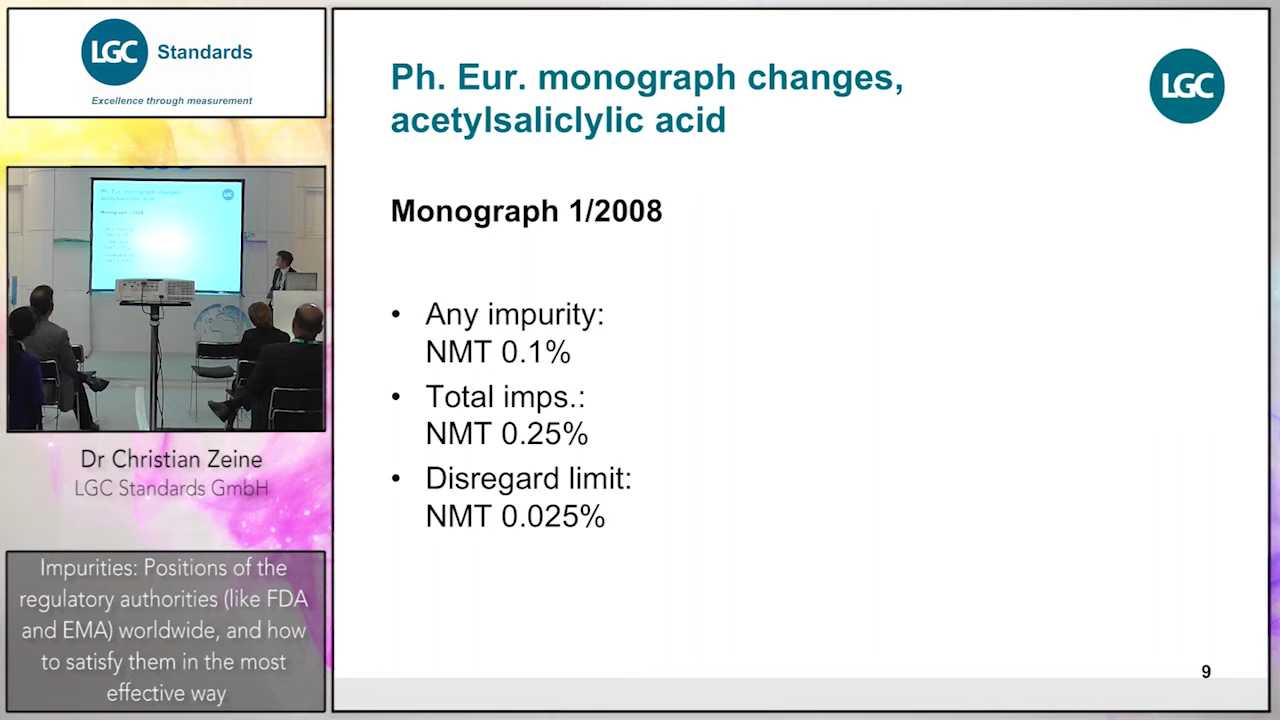 LGC Standards
Excellence through measurement
Dr Christian Zeine
LGC Standards GmbH
Impurities: Positions of the
regulatory authorities (like FDA
and EMA) worldwide, and how
to satisfy them in the most
effective way
Ph. Eur. monograph changes,
acetylsaliclylic acid
LGC
Monograph 1/2008
• Any impurity:
NMT 0.1%
• Total imps.:
NMT 0.25%
• Disregard limit:
NMT 0.025%
9